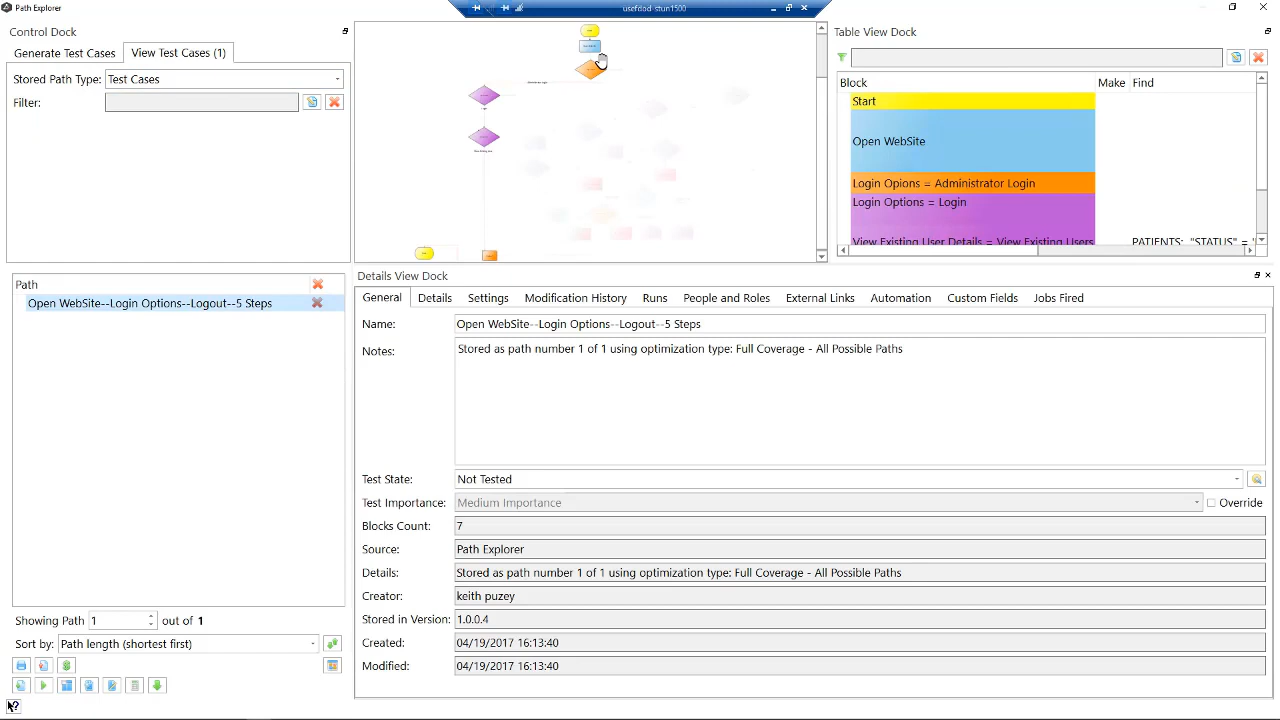 Path Explorer
usefdod-stun1500
Control Dock
Generate Test Cases
View Test Cases (1)
Stored Path Type:
Test Cases
Filter:
Path
Open WebSite--Login Options--Logout--5 Steps
Showing Path
1
out of 1
Sort by:
Path length (shortest first)
Table View Dock
Block
Make
Find
Start
Open WebSite
Login Opions = Administrator Login
Login Options = Login
View Existing User Details = View Existing Users
PATIENTS: "STATUS" =
Details View Dock
General
Details
Settings
Modification History
Runs
People and Roles
External Links
Automation
Custom Fields
Jobs Fired
Name:
Open WebSite--Login Options--Logout--5 Steps
Notes:
Stored as path number 1 of 1 using optimization type: Full Coverage - All Possible Paths
Test State:
Not Tested
Test Importance:
Medium Importance
Override
Blocks Count:
7
Source:
Path Explorer
Details:
Stored as path number 1 of 1 using optimization type: Full Coverage - All Possible Paths
Creator:
keith puzey
Stored in Version:
1.0.0.4
Created:
04/19/2017 16:13:40
Modified:
04/19/2017 16:13:40